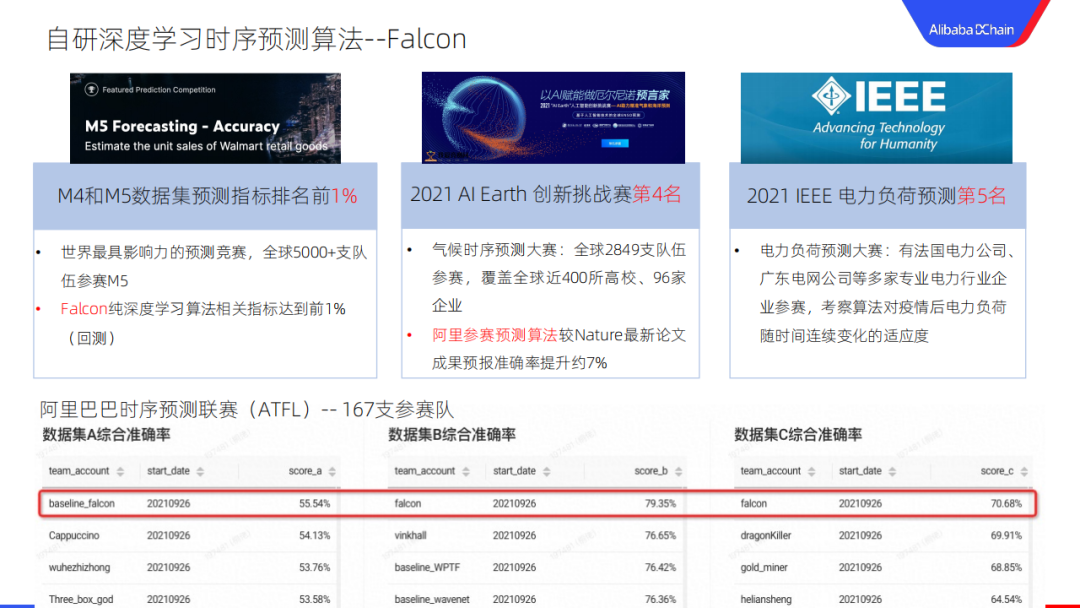 自研深度学习时序预测算法--Falcon
Alibaba DChain
Featured Prediction Competition
M5 Forecasting - Accuracy
Estimate the unit sales of Walmart retail goods
以AI赋能做厄尔尼诺预言家
IEEE
Advancing Technology
for Humanity
M4和M5数据集预测指标排名前1%
• 世界最具影响力的预测竞赛，全球5000+支队
伍参赛M5
• Falcon纯深度学习算法相关指标达到前1%
（回测）
2021 AI Earth 创新挑战赛第4名
• 气候时序预测大赛：全球2849支队伍
参赛，覆盖全球近400所高校、96家
企业
• 阿里参赛预测算法较Nature最新论文
成果预报准确率提升约7%
2021 IEEE 电力负荷预测第5名
• 电力负荷预测大赛：有法国电力公司、
广东电网公司等多家专业电力行业企
业参赛，考察算法对疫情后电力负荷
随时间连续变化的适应度
阿里巴巴时序预测联赛（ATFL）-- 167支参赛队
数据集A综合准确率
team_account start_date score_a
baseline_falcon 20210926 55.54%
Cappuccino 20210926 54.13%
wuhezhizhong 20210926 53.76%
Three_box_god 20210926 53.58%
数据集B综合准确率
team_account start_date score_b
falcon 20210926 79.35%
vinkhall 20210926 76.65%
baseline_WPTF 20210926 76.42%
baseline_wavenet 20210926 76.36%
数据集C综合准确率
team_account start_date score_c
falcon 20210926 70.68%
dragonKiller 20210926 69.91%
gold_miner 20210926 68.85%
heliansheng 20210926 64.54%